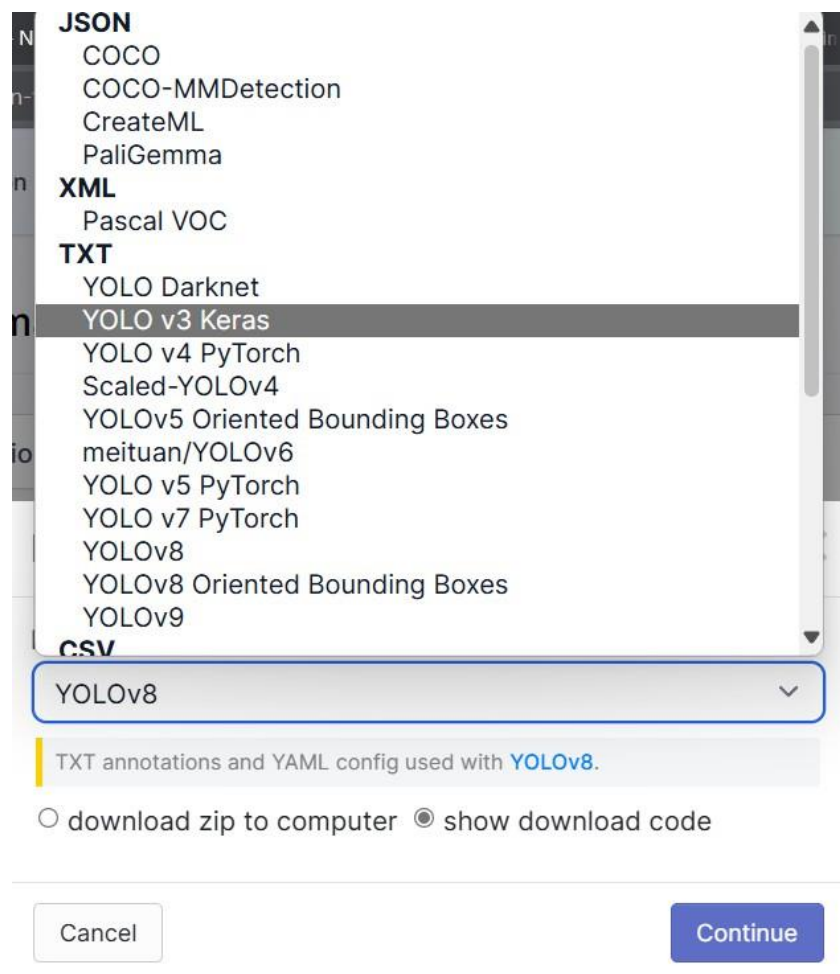 JSON
COCO
COCO-MMDetection
CreateML
PaliGemma
XML
Pascal VOC
TXT
YOLO Darknet
YOLO v3 Keras
YOLO v4 PyTorch
Scaled-YOLOv4
YOLOv5 Oriented Bounding Boxes
meituan/YOLOv6
YOLO v5 PyTorch
YOLO v7 PyTorch
YOLOv8
YOLOv8 Oriented Bounding Boxes
YOLOv9
CSV
YOLOv8
TXT annotations and YAML config used with YOLOv8.
download zip to computer show download code
Cancel Continue